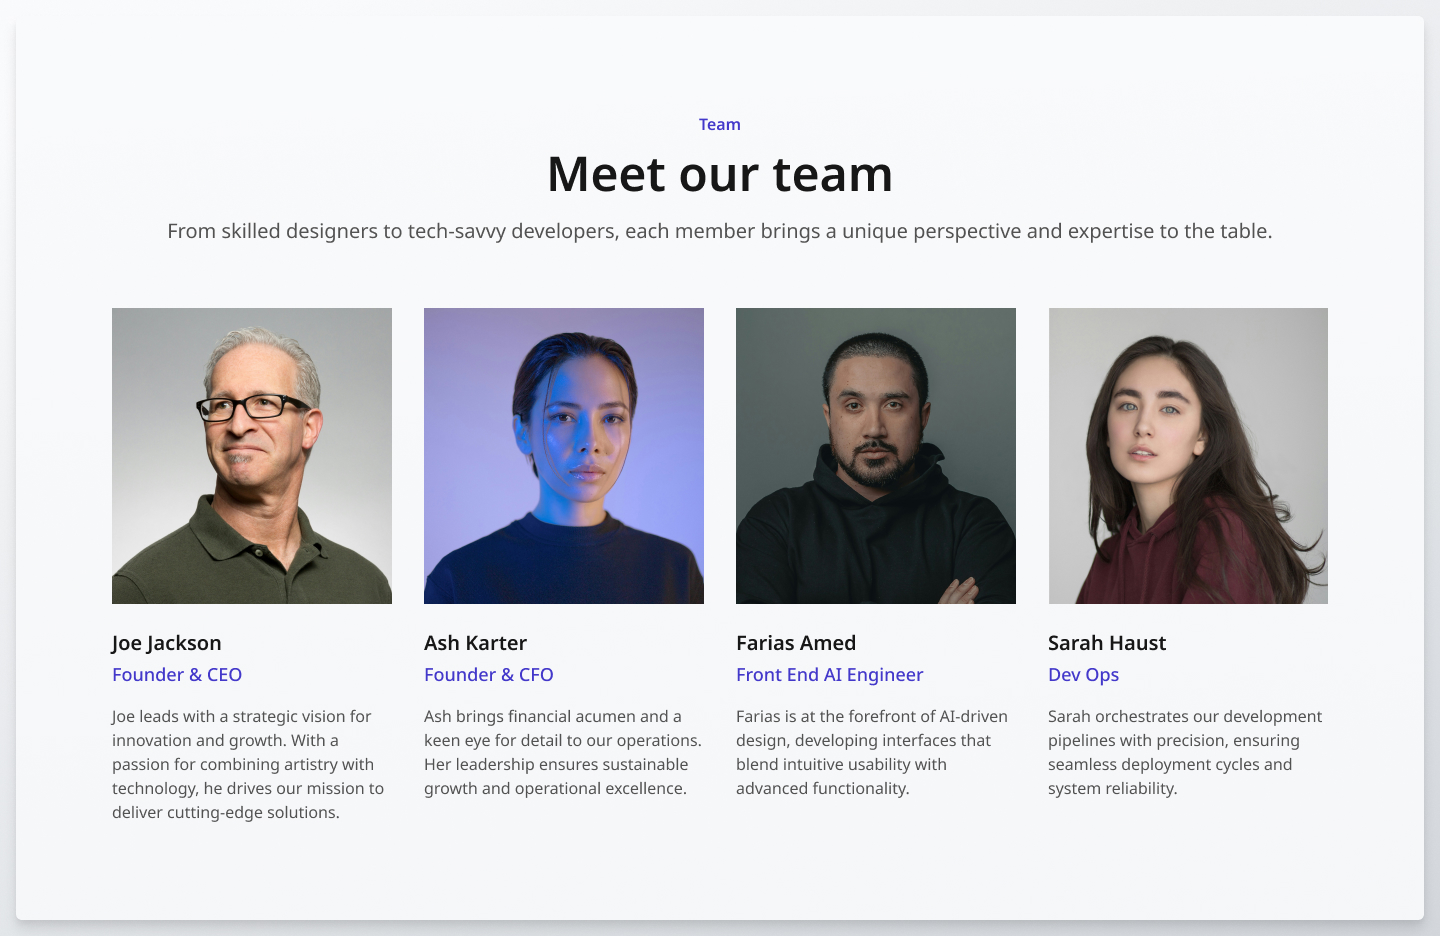 Team
Meet our team
From skilled designers to tech-savvy developers, each member brings a unique perspective and expertise to the table.
Joe Jackson
Founder & CEO
Joe leads with a strategic vision for
innovation and growth. With a
passion for combining artistry with
technology, he drives our mission to
deliver cutting-edge solutions.
Ash Karter
Founder & CFO
Ash brings financial acumen and a
keen eye for detail to our operations.
Her leadership ensures sustainable
growth and operational excellence.
Farias Amed
Front End AI Engineer
Farias is at the forefront of AI-driven
design, developing interfaces that
blend intuitive usability with
advanced functionality.
Sarah Haust
Dev Ops
Sarah orchestrates our development
pipelines with precision, ensuring
seamless deployment cycles and
system reliability.